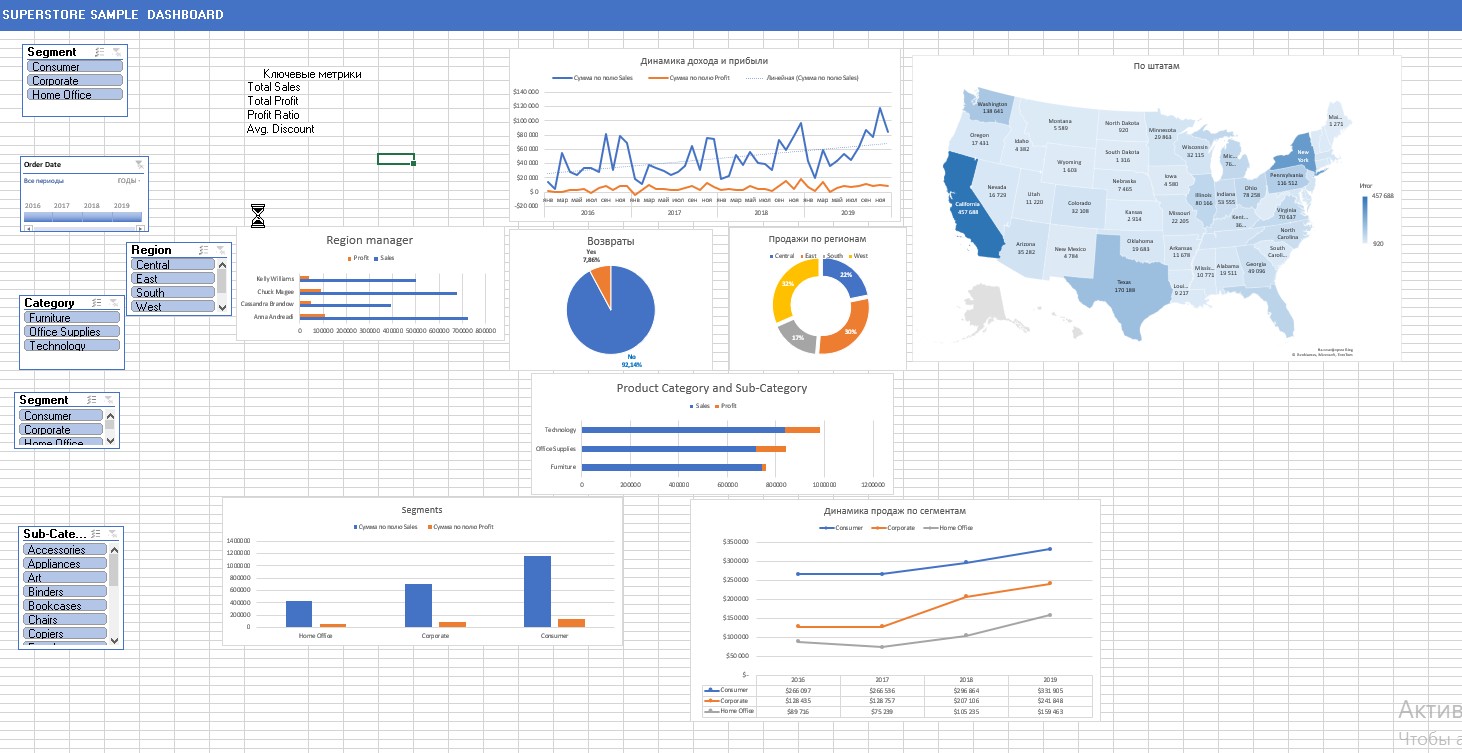 SUPERSTORE SAMPLE DASHBOARD
Segment
Consumer
Corporate
Home Office
Ключевые метрики
Total Sales
Total Profit
Profit Ratio
Avg. Discount
Order Date
Все периоды
ГОДЫ
2016 2017 2018 2019
Region
Central
East
South
West
Category
Furniture
Office Supplies
Technology
Segment
Consumer
Corporate
Home Office
Sub-Cate...
Accessories
Appliances
Art
Binders
Bookcases
Chairs
Copiers
Динамика дохода и прибыли
Сумма по полю Sales Сумма по полю Profit Линейная (Сумма по полю Sales)
$140 000
$120 000
$100 000
$80 000
$60 000
$40 000
$20 000
$ 0
-$20 000
янв мар май июл сен ноя янв мар май июл сен ноя янв мар май июл сен ноя янв мар май июл сен ноя
2016 2017 2018 2019
По штатам
Washington
138 641
Oregon
17 431
California
457 688
Nevada
16 729
Idaho
4 382
Montana
5 589
Wyoming
1 603
Utah
11 220
Arizona
35 282
Colorado
32 108
New Mexico
4 784
North Dakota
920
South Dakota
1 316
Nebraska
7 465
Kansas
2 914
Oklahoma
19 683
Texas
170 188
Minnesota
29 863
Iowa
4 580
Missouri
22 205
Arkansas
11 678
Loui...
9 217
Wisconsin
32 115
Illinois
80 166
Mic...
76...
Indiana
53 555
Ohio
78 258
Kent...
36...
Missis...
10 771
Alabama
19 511
Georgia
49 096
South
Caroli...
North
Carolina
Virginia
70 637
Pennsylvania
116 512
New
York
Mai...
1 271
Итог
457 688
920
Region manager
Profit Sales
Kelly Williams
Chuck Magee
Cassandra Brandow
Anna Andreadi
0 100000 200000 300000 400000 500000 600000 700000 800000
Возвраты
Yes
7,86%
No
92,14%
Продажи по регионам
Central East South West
22%
30%
17%
32%
Product Category and Sub-Category
Sales Profit
Technology
Office Supplies
Furniture
0 200000 400000 600000 800000 1000000 1200000
Segments
Сумма по полю Sales Сумма по полю Profit
1400000
1200000
1000000
800000
600000
400000
200000
0
Home Office Corporate Consumer
Динамика продаж по сегментам
Consumer Corporate Home Office
$350000
$300000
$250000
$200000
$150000
$100000
$50000
$-
2016 2017 2018 2019
Consumer $266 097 $266 536 $296 864 $331 905
Corporate $128 435 $128 757 $207 106 $241 848
Home Office $89 716 $75 239 $105 235 $159 463
Актив
Чтобы а